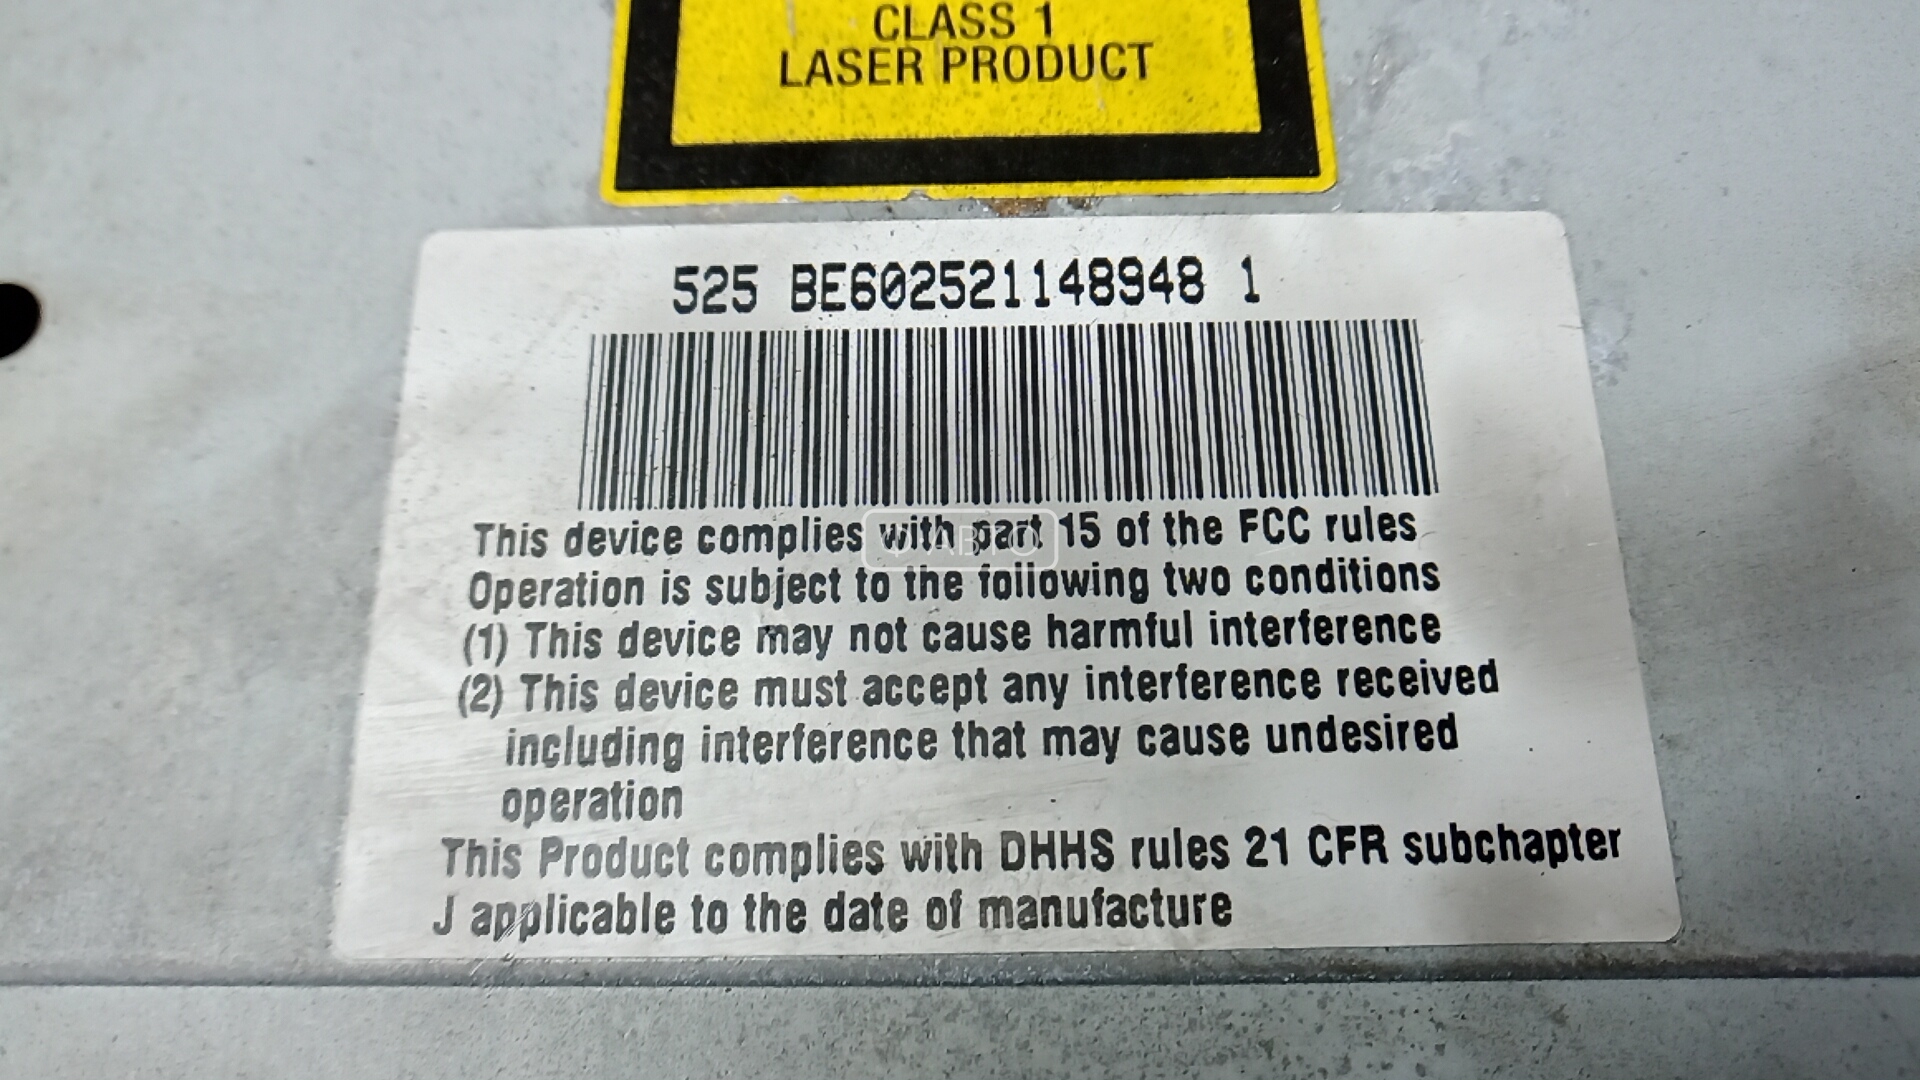 CLASS 1
LASER PRODUCT
525 BE602521148948 1
This device complies with part 15 of the FCC rules
Operation is subject to the following two conditions
(1) This device may not cause harmful interference
(2) This device must accept any interference received
including interference that may cause undesired
operation
This Product complies with DHHS rules 21 CFR subchapter
J applicable to the date of manufacture